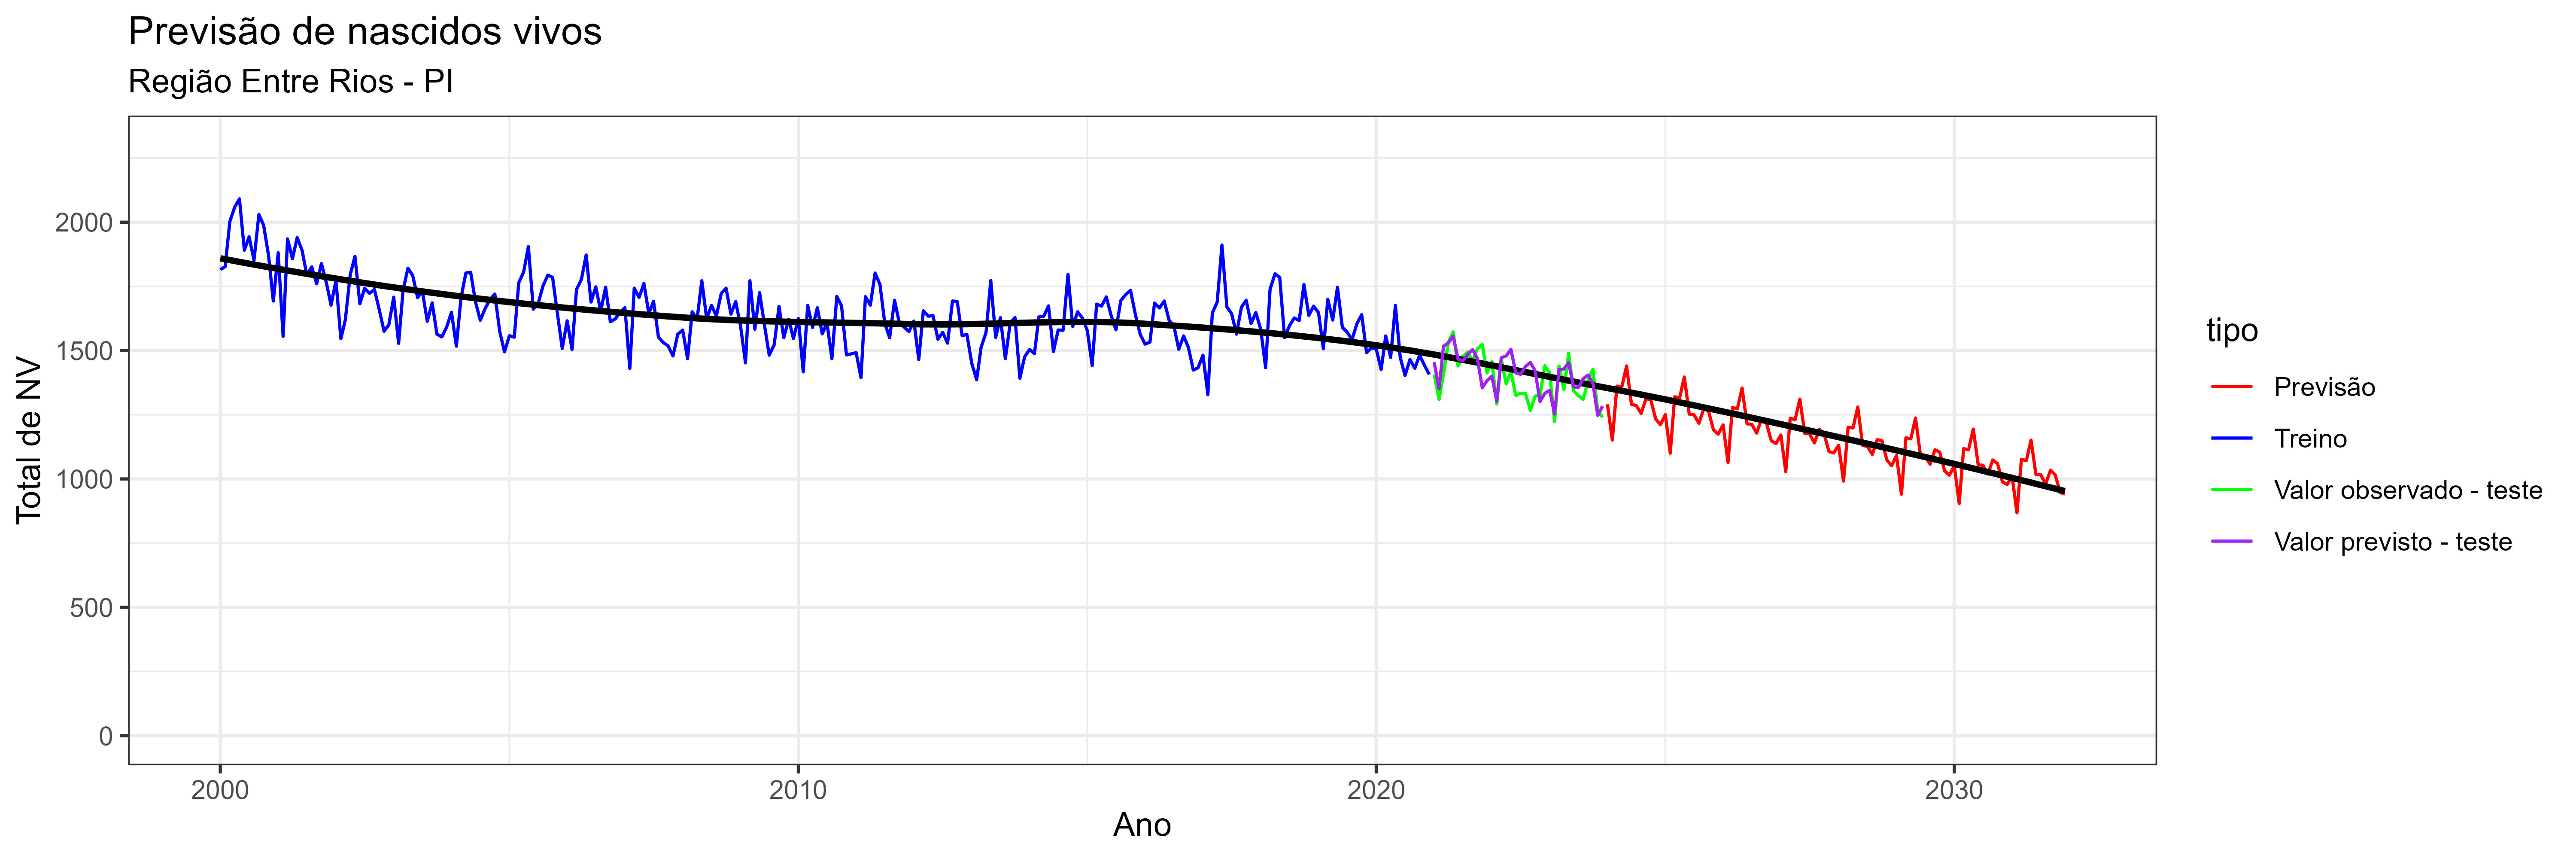 Previsão de nascidos vivos
Região Entre Rios - PI
Total de NV
2000
1500
1000
500
0
2000
2010
2020
2030
Ano
tipo
Previsão
Treino
Valor observado - teste
Valor previsto - teste